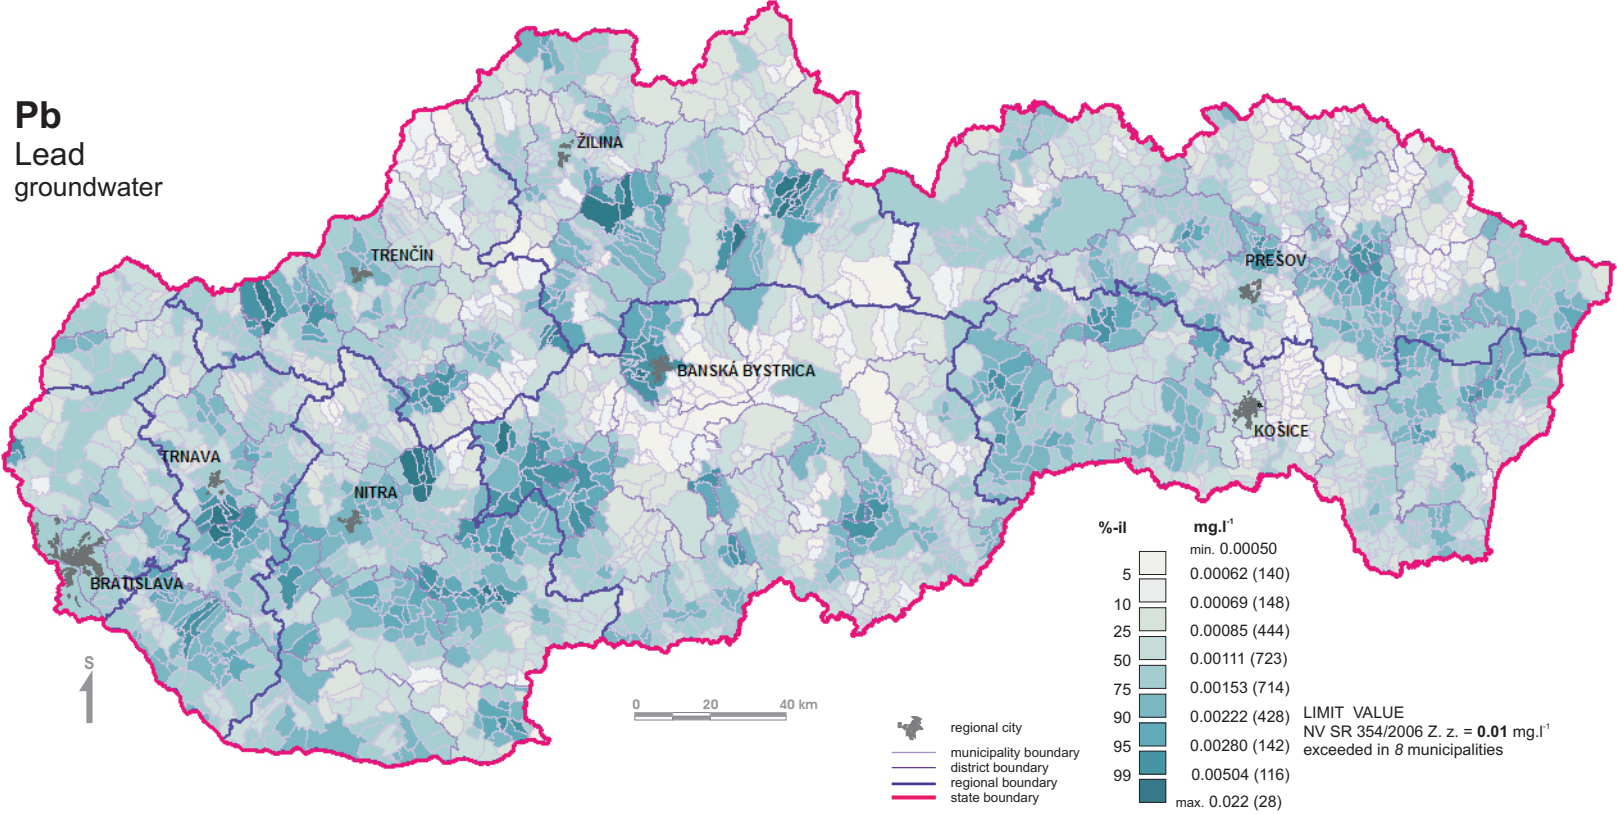 Pb
Lead
groundwater
ŽILINA
TRENČÍN
PREŠOV
BANSKÁ BYSTRICA
KOŠICE
TRNAVA
NITRA
BRATISLAVA
S
0 20 40 km
regional city
municipality boundary
district boundary
regional boundary
state boundary
%-il mg.l-1
min. 0.00050
5 0.00062 (140)
10 0.00069 (148)
25 0.00085 (444)
50 0.00111 (723)
75 0.00153 (714)
90 0.00222 (428)
95 0.00280 (142)
99 0.00504 (116)
max. 0.022 (28)
LIMIT VALUE
NV SR 354/2006 Z. z. = 0.01 mg.l-1
exceeded in 8 municipalities